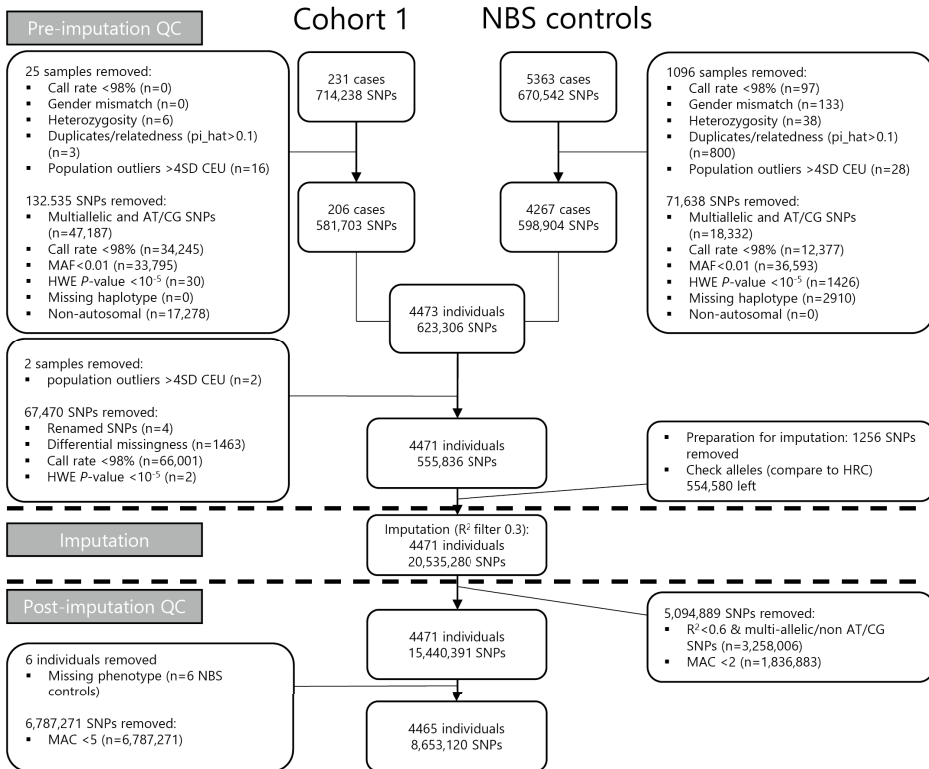 Cohort 1
NBS controls
Pre-imputation QC
25 samples removed:
▪ Call rate <98% (n=0)
▪ Gender mismatch (n=0)
▪ Heterozygosity (n=6)
▪ Duplicates/relatedness (pi_hat>0.1)
(n=3)
▪ Population outliers >4SD CEU (n=16)
132.535 SNPs removed:
▪ Multiallelic and AT/CG SNPs
(n=47,187)
▪ Call rate <98% (n=34,245)
▪ MAF<0.01 (n=33,795)
▪ HWE P-value <10⁻⁵ (n=30)
▪ Missing haplotype (n=0)
▪ Non-autosomal (n=17,278)
231 cases
714,238 SNPs
5363 cases
670,542 SNPs
1096 samples removed:
▪ Call rate <98% (n=97)
▪ Gender mismatch (n=133)
▪ Heterozygosity (n=38)
▪ Duplicates/relatedness (pi_hat>0.1)
(n=800)
▪ Population outliers >4SD CEU (n=28)
71,638 SNPs removed:
▪ Multiallelic and AT/CG SNPs
(n=18,332)
▪ Call rate <98% (n=12,377)
▪ MAF<0.01 (n=36,593)
▪ HWE P-value <10⁻⁵ (n=1426)
▪ Missing haplotype (n=2910)
▪ Non-autosomal (n=0)
206 cases
581,703 SNPs
4267 cases
598,904 SNPs
4473 individuals
623,306 SNPs
2 samples removed:
▪ population outliers >4SD CEU (n=2)
67,470 SNPs removed:
▪ Renamed SNPs (n=4)
▪ Differential missingness (n=1463)
▪ Call rate <98% (n=66,001)
▪ HWE P-value <10⁻⁵ (n=2)
4471 individuals
555,836 SNPs
▪ Preparation for imputation: 1256 SNPs
removed
▪ Check alleles (compare to HRC)
554,580 left
Imputation
Imputation (R² filter 0.3):
4471 individuals
20,535,280 SNPs
Post-imputation QC
5,094,889 SNPs removed:
▪ R²<0.6 & multi-allelic/non AT/CG
SNPs (n=3,258,006)
▪ MAC <2 (n=1,836,883)
4471 individuals
15,440,391 SNPs
6 individuals removed
▪ Missing phenotype (n=6 NBS
controls)
6,787,271 SNPs removed:
▪ MAC <5 (n=6,787,271)
4465 individuals
8,653,120 SNPs